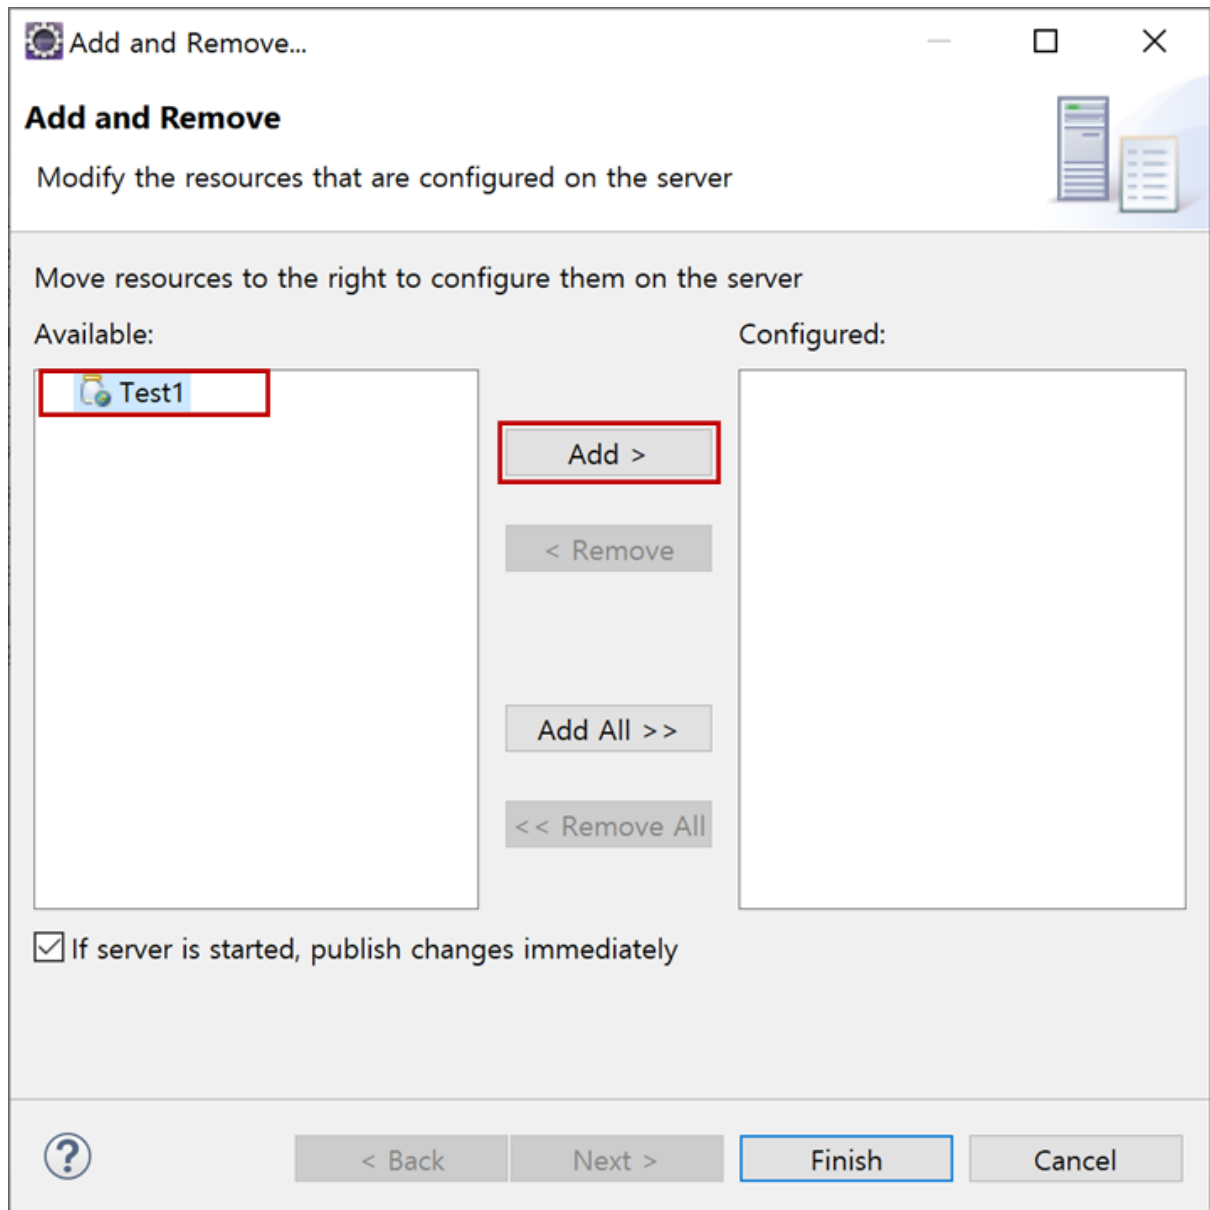 Add and Remove...
Add and Remove
Modify the resources that are configured on the server
Move resources to the right to configure them on the server
Available:
Configured:
Test1
Add >
< Remove
Add All >>
<< Remove All
If server is started, publish changes immediately
?
< Back
Next >
Finish
Cancel